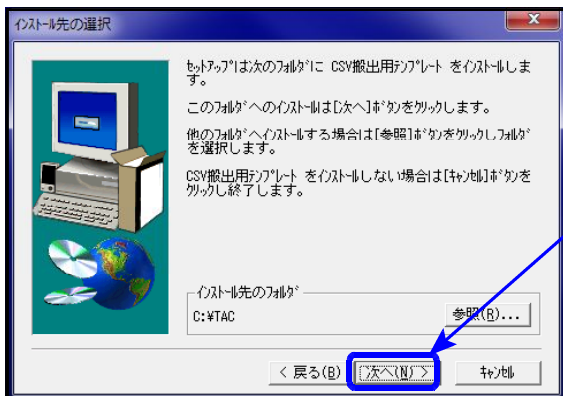 ｲﾝｽﾄｰﾙ先の選択
ｾｯﾄｱｯﾌﾟは次のﾌｫﾙﾀﾞに CSV搬出用ﾃﾝﾌﾟﾚｰﾄ をｲﾝｽﾄｰﾙしま
す。
このﾌｫﾙﾀﾞへのｲﾝｽﾄｰﾙは[次へ]ﾎﾞﾀﾝをｸﾘｯｸします。
他のﾌｫﾙﾀﾞへｲﾝｽﾄｰﾙする場合は[参照]ﾎﾞﾀﾝをｸﾘｯｸしﾌｫﾙﾀﾞ
を選択します。
CSV搬出用ﾃﾝﾌﾟﾚｰﾄ をｲﾝｽﾄｰﾙしない場合は[ｷｬﾝｾﾙ]ﾎﾞﾀﾝを
ｸﾘｯｸし終了します。
ｲﾝｽﾄｰﾙ先のﾌｫﾙﾀﾞ
C:¥TAC
参照(R)...
< 戻る(B)
次へ(N) >
ｷｬﾝｾﾙ